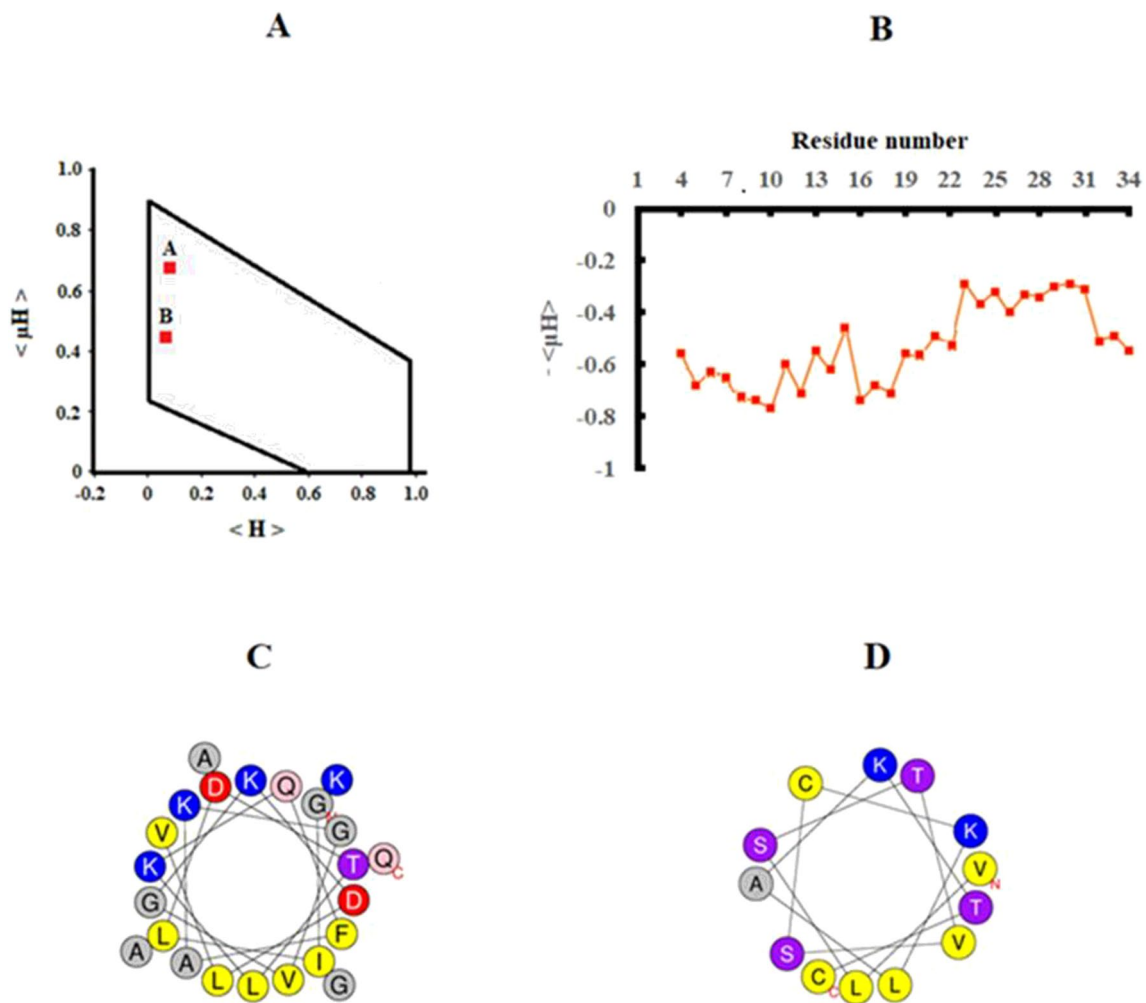 A
B
Residue number
1 4 7 10 13 16 19 22 25 28 31 34
1.0
0.8
0.6
0.4
0.2
0
-0.2 0 0.2 0.4 0.6 0.8 1.0
< H >
< µH >
A
B
0
-0.2
-0.4
-0.6
-0.8
-1
- <µH>
C
D
A
D
K
Q
K
K
G
N
V
G
K
T
Q
C
G
D
L
F
A
A
I
L
L
V
G
K
T
C
K
S
V
N
A
T
V
S
C
C
L
L